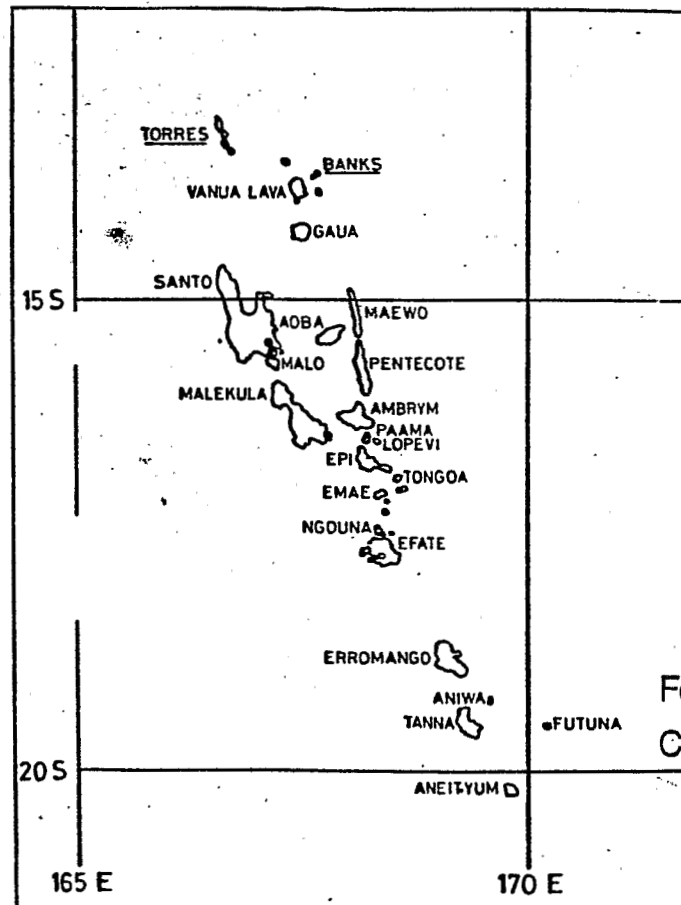 TORRES
BANKS
VANUA LAVA
GAUA
SANTO
15 S
AOBA
MAEWO
MALO
PENTECOTE
MALEKULA
AMBRYM
PAAMA
LOPEVI
EPI
TONGOA
EMAE
NGOUNA
EFATE
ERROMANGO
ANIWA
TANNA
FUTUNA
20 S
ANEITYUM
165 E
170 E